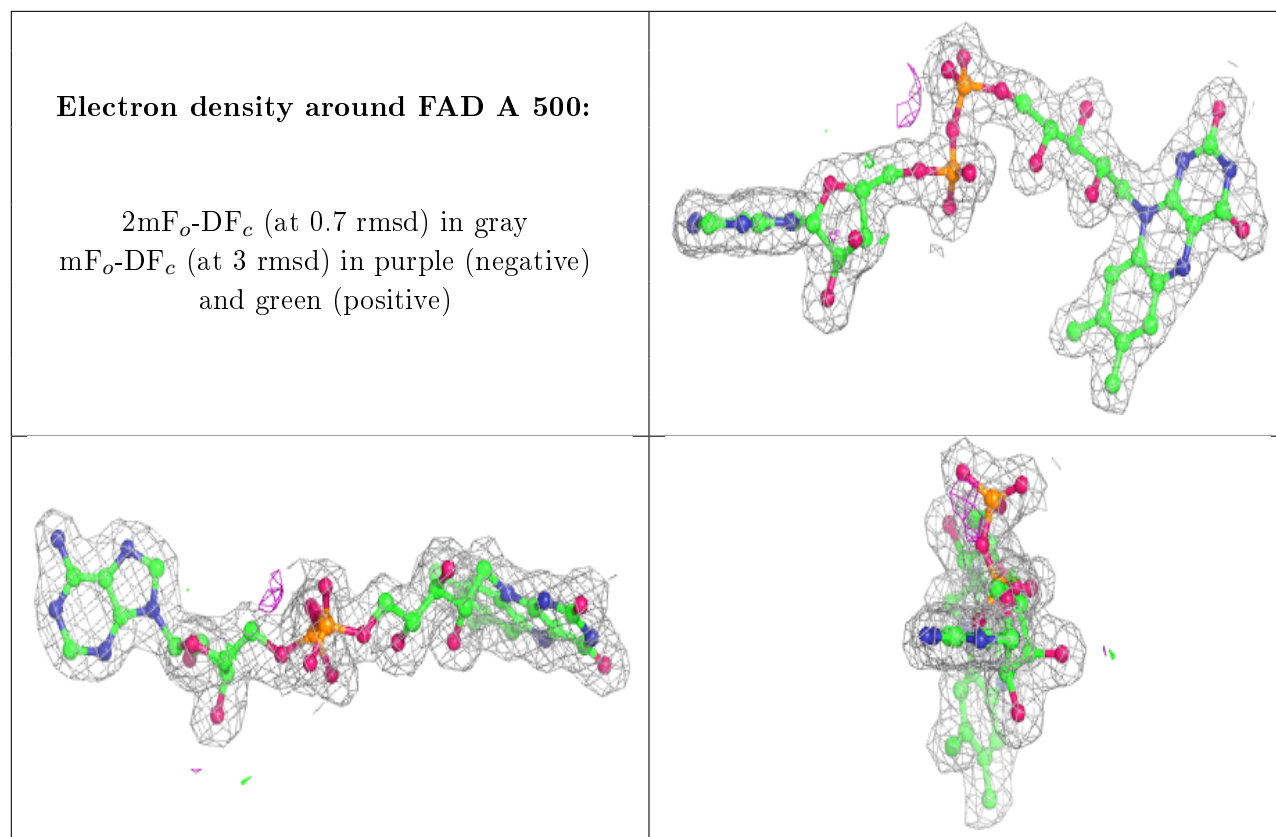 Electron density around FAD A 500:
2mFo-DFc (at 0.7 rmsd) in gray
mFo-DFc (at 3 rmsd) in purple (negative)
and green (positive)